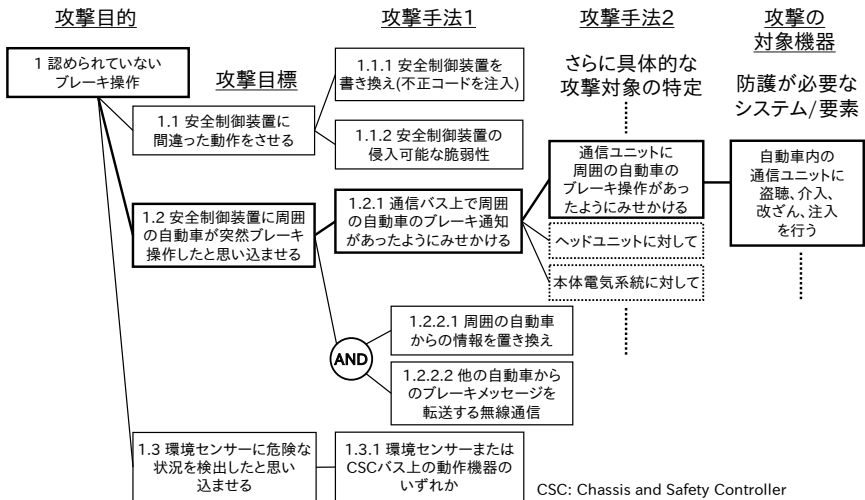 攻撃目的
攻撃目標
攻撃手法1
攻撃手法2
攻撃の
対象機器
さらに具体的な
攻撃対象の特定
防護が必要な
システム/要素
1 認められていない
ブレーキ操作
1.1 安全制御装置に
間違った動作をさせる
1.1.1 安全制御装置を
書き換え(不正コードを注入)
1.1.2 安全制御装置の
侵入可能な脆弱性
1.2 安全制御装置に周囲
の自動車が突然ブレーキ
操作したと思い込ませる
1.2.1 通信バス上で周囲
の自動車のブレーキ通知
があったようにみせかける
通信ユニットに
周囲の自動車の
ブレーキ操作があっ
たようにみせかける
自動車内の
通信ユニットに
盗聴、介入、
改ざん、注入
を行う
ヘッドユニットに対して
本体電気系統に対して
AND
1.2.2.1 周囲の自動車
からの情報を置き換え
1.2.2.2 他の自動車から
のブレーキメッセージを
転送する無線通信
1.3 環境センサーに危険な
状況を検出したと思い
込ませる
1.3.1 環境センサーまたは
CSCバス上の動作機器の
いずれか
CSC: Chassis and Safety Controller